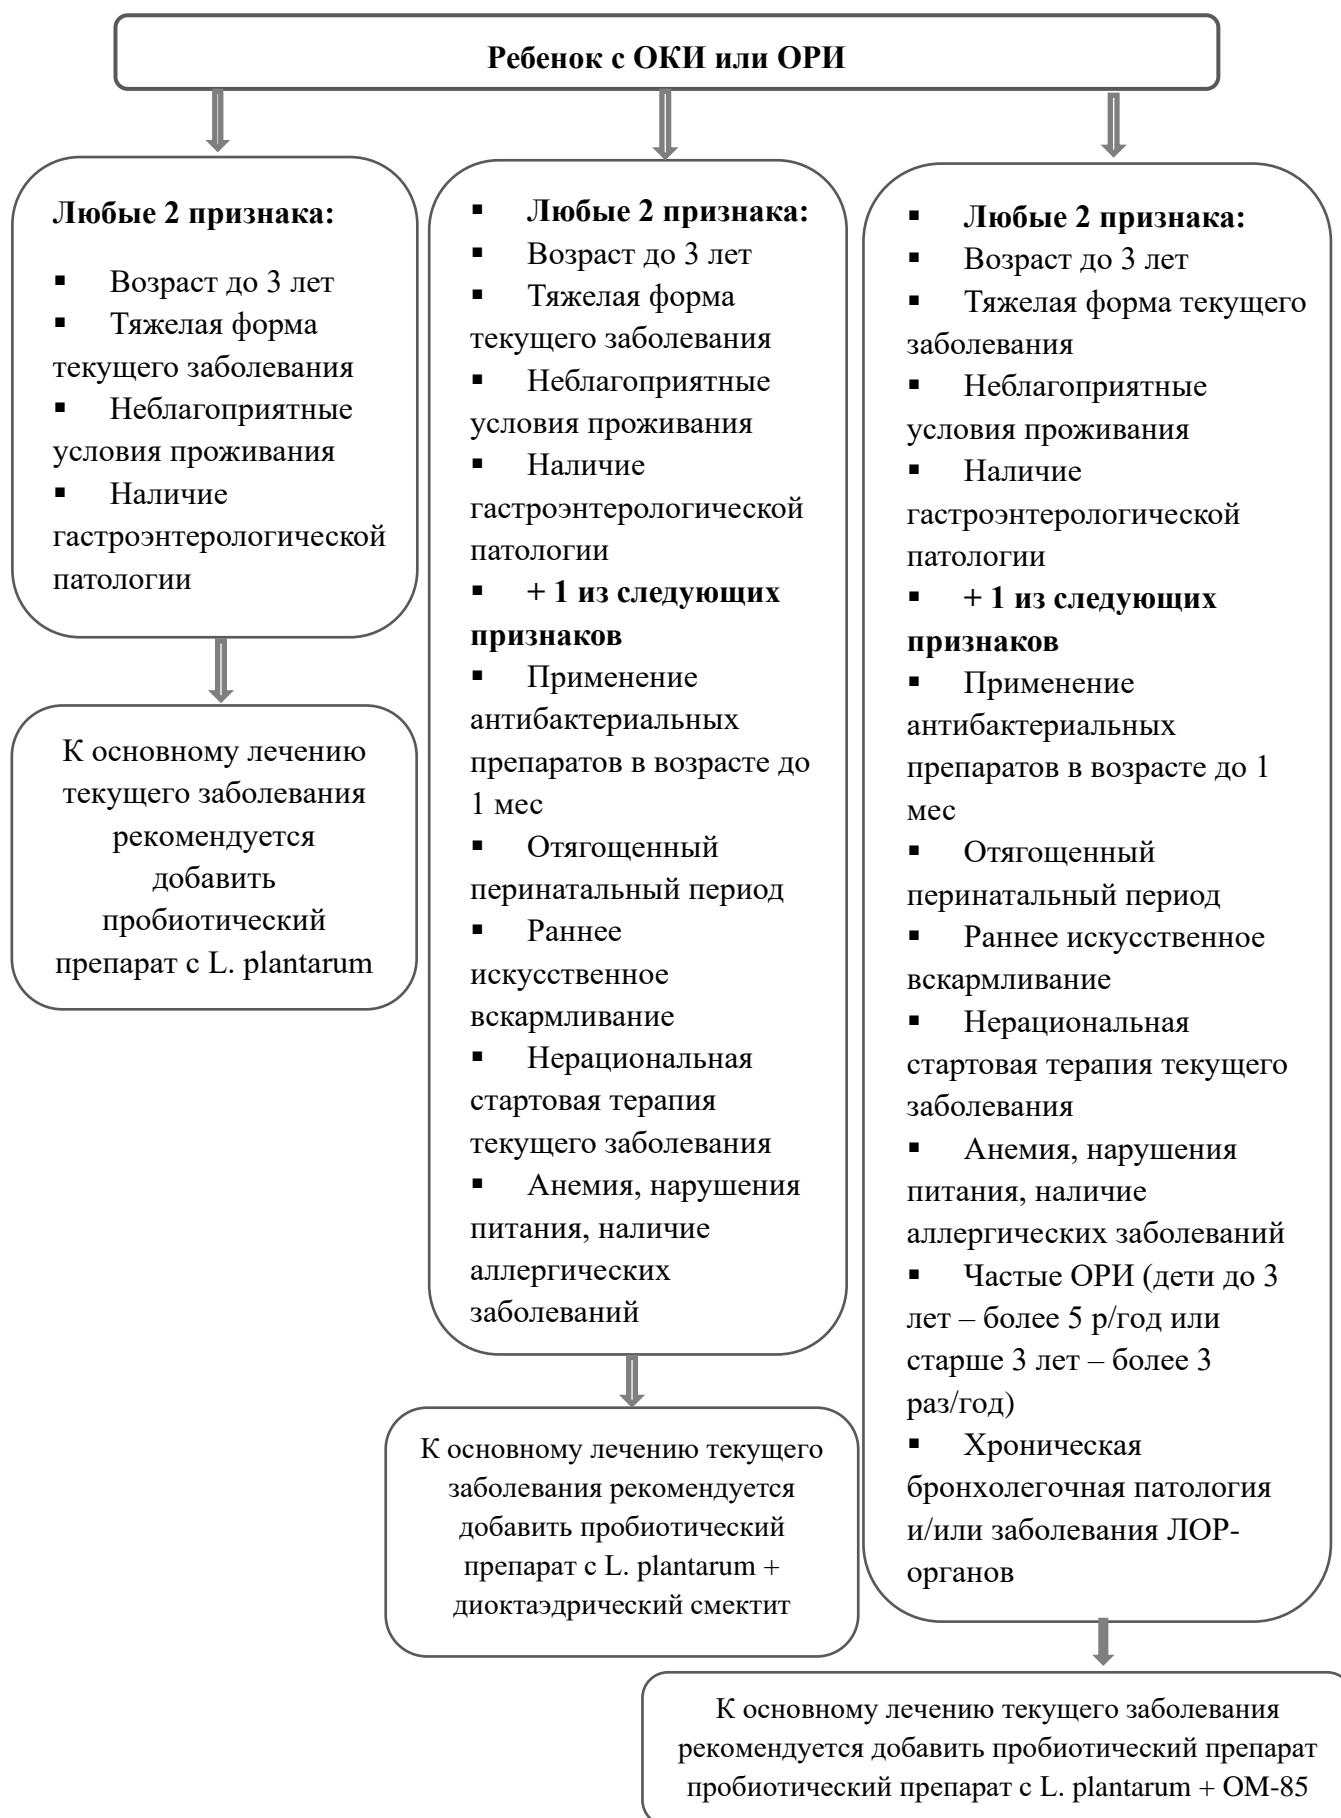 Ребенок с ОКИ или ОРИ
Любые 2 признака:
▪ Возраст до 3 лет
▪ Тяжелая форма
текущего заболевания
▪ Неблагоприятные
условия проживания
▪ Наличие
гастроэнтерологической
патологии
К основному лечению
текущего заболевания
рекомендуется
добавить
пробиотический
препарат с L. plantarum
▪ Любые 2 признака:
▪ Возраст до 3 лет
▪ Тяжелая форма
текущего заболевания
▪ Неблагоприятные
условия проживания
▪ Наличие
гастроэнтерологической
патологии
▪ + 1 из следующих
признаков
▪ Применение
антибактериальных
препаратов в возрасте до
1 мес
▪ Отягощенный
перинатальный период
▪ Раннее
искусственное
вскармливание
▪ Нерациональная
стартовая терапия
текущего заболевания
▪ Анемия, нарушения
питания, наличие
аллергических
заболеваний
К основному лечению текущего
заболевания рекомендуется
добавить пробиотический
препарат с L. plantarum +
диоктаэдрический смектит
▪ Любые 2 признака:
▪ Возраст до 3 лет
▪ Тяжелая форма текущего
заболевания
▪ Неблагоприятные
условия проживания
▪ Наличие
гастроэнтерологической
патологии
▪ + 1 из следующих
признаков
▪ Применение
антибактериальных
препаратов в возрасте до 1
мес
▪ Отягощенный
перинатальный период
▪ Раннее искусственное
вскармливание
▪ Нерациональная
стартовая терапия текущего
заболевания
▪ Анемия, нарушения
питания, наличие
аллергических заболеваний
▪ Частые ОРИ (дети до 3
лет – более 5 р/год или
старше 3 лет – более 3
раз/год)
▪ Хроническая
бронхолегочная патология
и/или заболевания ЛОР-
органов
К основному лечению текущего заболевания
рекомендуется добавить пробиотический препарат
пробиотический препарат с L. plantarum + ОМ-85